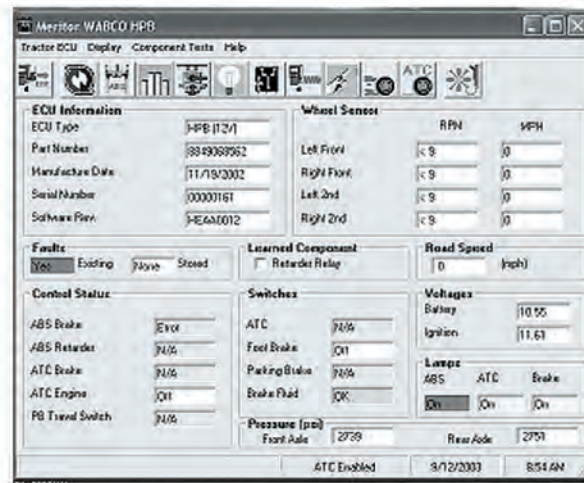 Meritor WABCO HPB
Tractor ECU Display Component Tests Help
ATC
ECU Information
ECU Type HPB (12V)
Part Number
Manufacture Date 11/19/2002
Serial Number 00000161
Software Rev.
Wheel Sensor
RPM MPH
Left Front < 9 0
Right Front < 9 0
Left 2nd < 9 0
Right 2nd < 9 0
Faults
Yes Existing None Stored
Learned Component
Retarder Relay
Road Speed
0 (mph)
Control Status
ABS Brake Error
ABS Retarder N/A
ATC Brake N/A
ATC Engine Off
PB Travel Switch N/A
Switches
ATC N/A
Foot Brake Off
Parking Brake N/A
Brake Fluid OK
Voltages
Battery 10.55
Ignition 11.61
Lamps
ABS ATC Brake
On On On
Pressure (psi)
Front Axle 2739 Rear Axle 2751
ATC Enabled 9/12/2003 8:54 AM